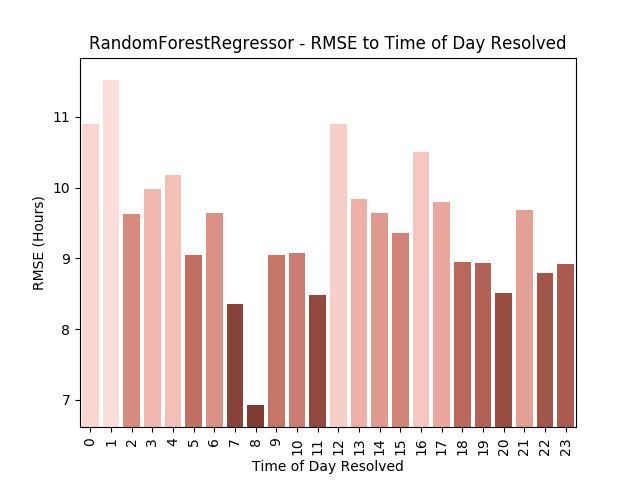 RandomForestRegressor - RMSE to Time of Day Resolved
11
10
9
8
7
RMSE (Hours)
0 1 2 3 4 5 6 7 8 9 10 11 12 13 14 15 16 17 18 19 20 21 22 23
Time of Day Resolved